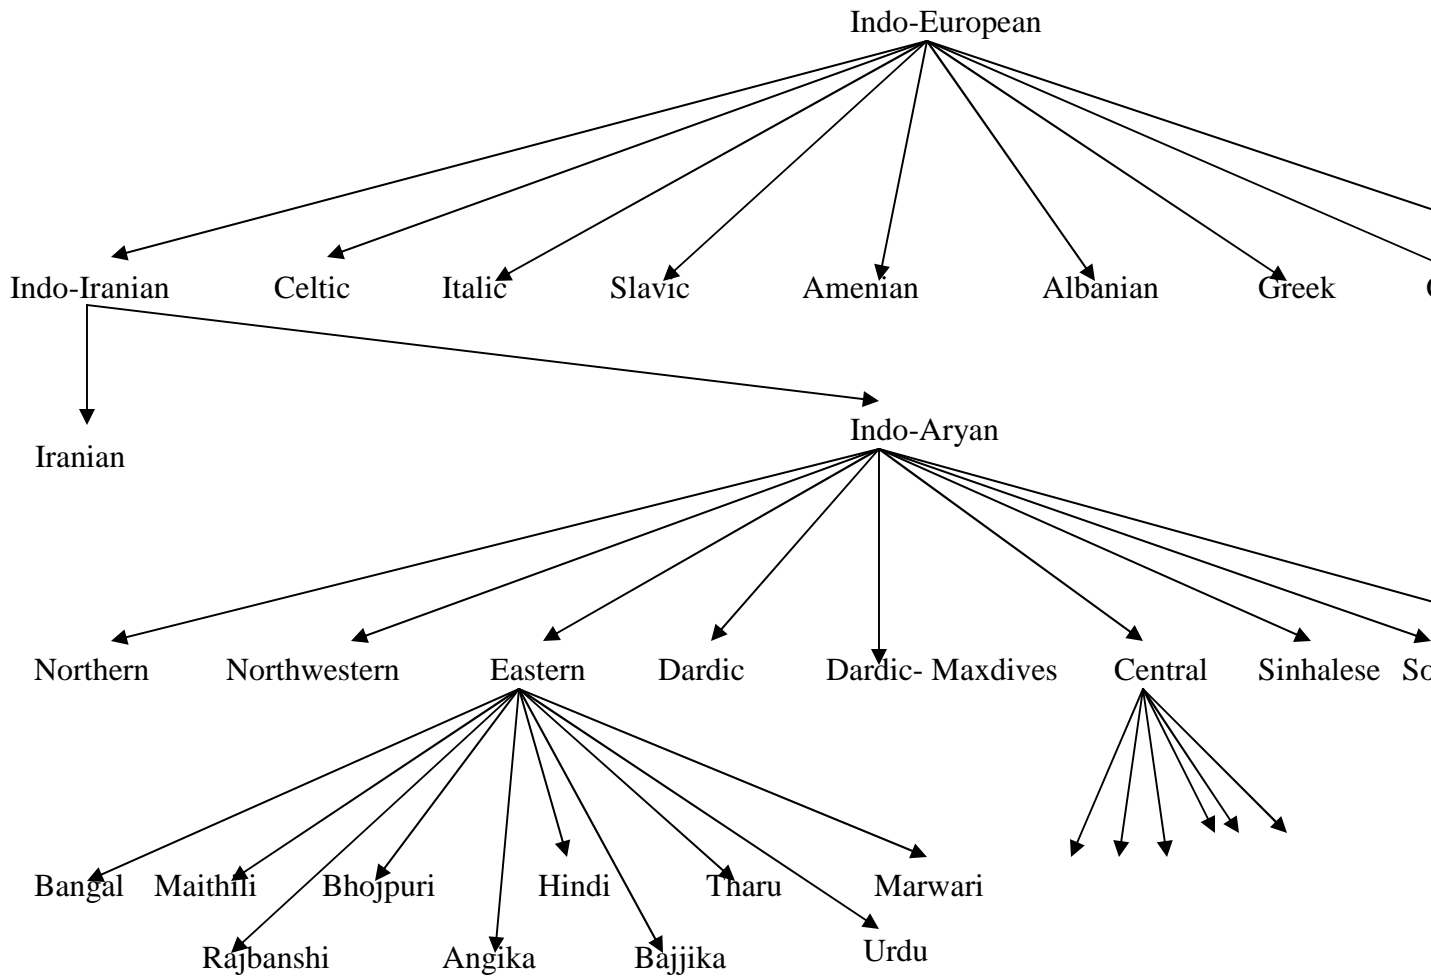 Indo-European
Indo-Iranian Celtic Italic Slavic Amenian Albanian Greek
Indo-Aryan
Iranian
Northern Northwestern Eastern Dardic Dardic- Maxdives Central Sinhalese
Bangal Maithili Bhojpuri Hindi Tharu Marwari
Rajbanshi Angika Bajjika Urdu